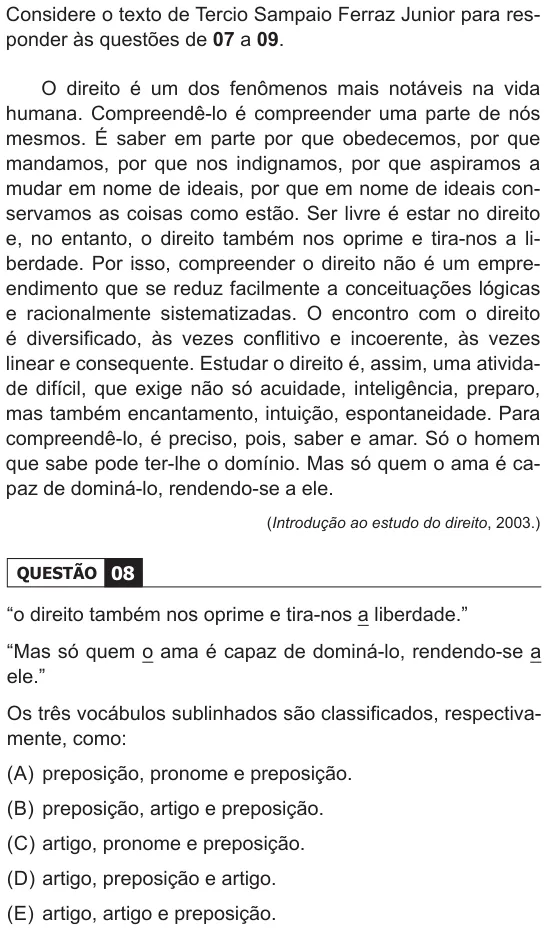 Considere o texto de Tercio Sampaio Ferraz Junior para res-
ponder às questões de 07 a 09.
O direito é um dos fenômenos mais notáveis na vida
humana. Compreendê-lo é compreender uma parte de nós
mesmos. É saber em parte por que obedecemos, por que
mandamos, por que nos indignamos, por que aspiramos a
mudar em nome de ideais, por que em nome de ideais con-
servamos as coisas como estão. Ser livre é estar no direito
e, no entanto, o direito também nos oprime e tira-nos a li-
berdade. Por isso, compreender o direito não é um empre-
endimento que se reduz facilmente a conceituações lógicas
e racionalmente sistematizadas. O encontro com o direito
é diversificado, às vezes conflitivo e incoerente, às vezes
linear e consequente. Estudar o direito é, assim, uma ativida-
de difícil, que exige não só acuidade, inteligência, preparo,
mas também encantamento, intuição, espontaneidade. Para
compreendê-lo, é preciso, pois, saber e amar. Só o homem
que sabe pode ter-lhe o domínio. Mas só quem o ama é ca-
paz de dominá-lo, rendendo-se a ele.
(Introdução ao estudo do direito, 2003.)
QUESTÃO 08
“o direito também nos oprime e tira-nos a liberdade.”
“Mas só quem o ama é capaz de dominá-lo, rendendo-se a
ele.”
Os três vocábulos sublinhados são classificados, respectiva-
mente, como:
(A) preposição, pronome e preposição.
(B) preposição, artigo e preposição.
(C) artigo, pronome e preposição.
(D) artigo, preposição e artigo.
(E) artigo, artigo e preposição.